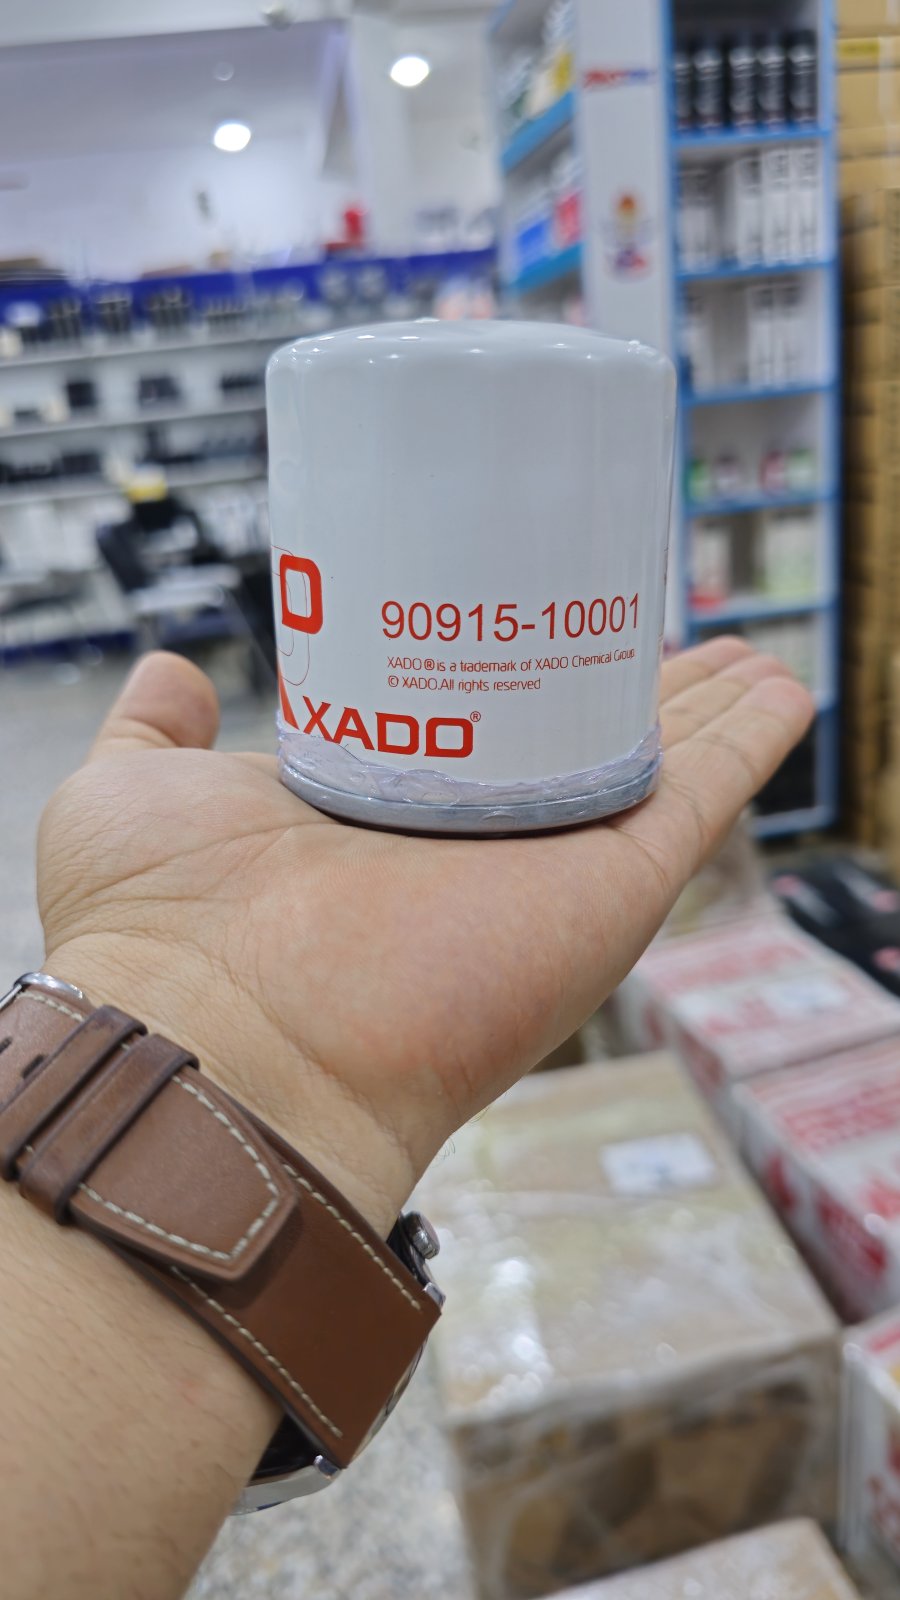 90915-10001
XADO® is a trademark of XADO Chemical Group.
© XADO.All rights reserved
XADO®